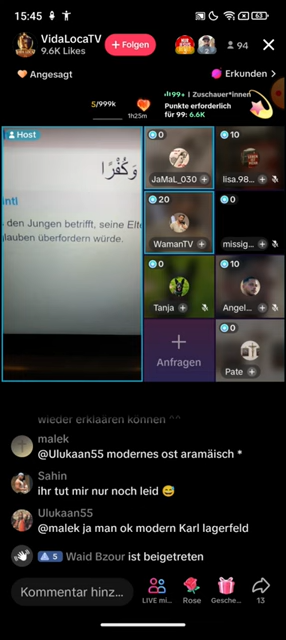 15:45
63
VidaLocaTV
9.6K Likes
+ Folgen
94
Angesagt
Erkunden >
5/999k
1h25m
99+ | Zuschauer*innen
Punkte erforderlich
für 99: 6.6K
Host
وَكُفْرًا
den Jungen betrifft, seine Elte
glauben überfordern würde.
0
JaMaL_030
10
lisa.98...
20
WamanTV
0
missig...
0
Tanja
10
Angel...
Anfragen
0
Pate
wieder erklaären können ^^
malek
@Ulukaan55 modernes ost aramäisch *
Sahin
ihr tut mir nur noch leid 😅
Ulukaan55
@malek ja man ok modern Karl lagerfeld
5 Waid Bzour ist beigetreten
Kommentar hinz...
LIVE mi...
Rose
Gesche...
13